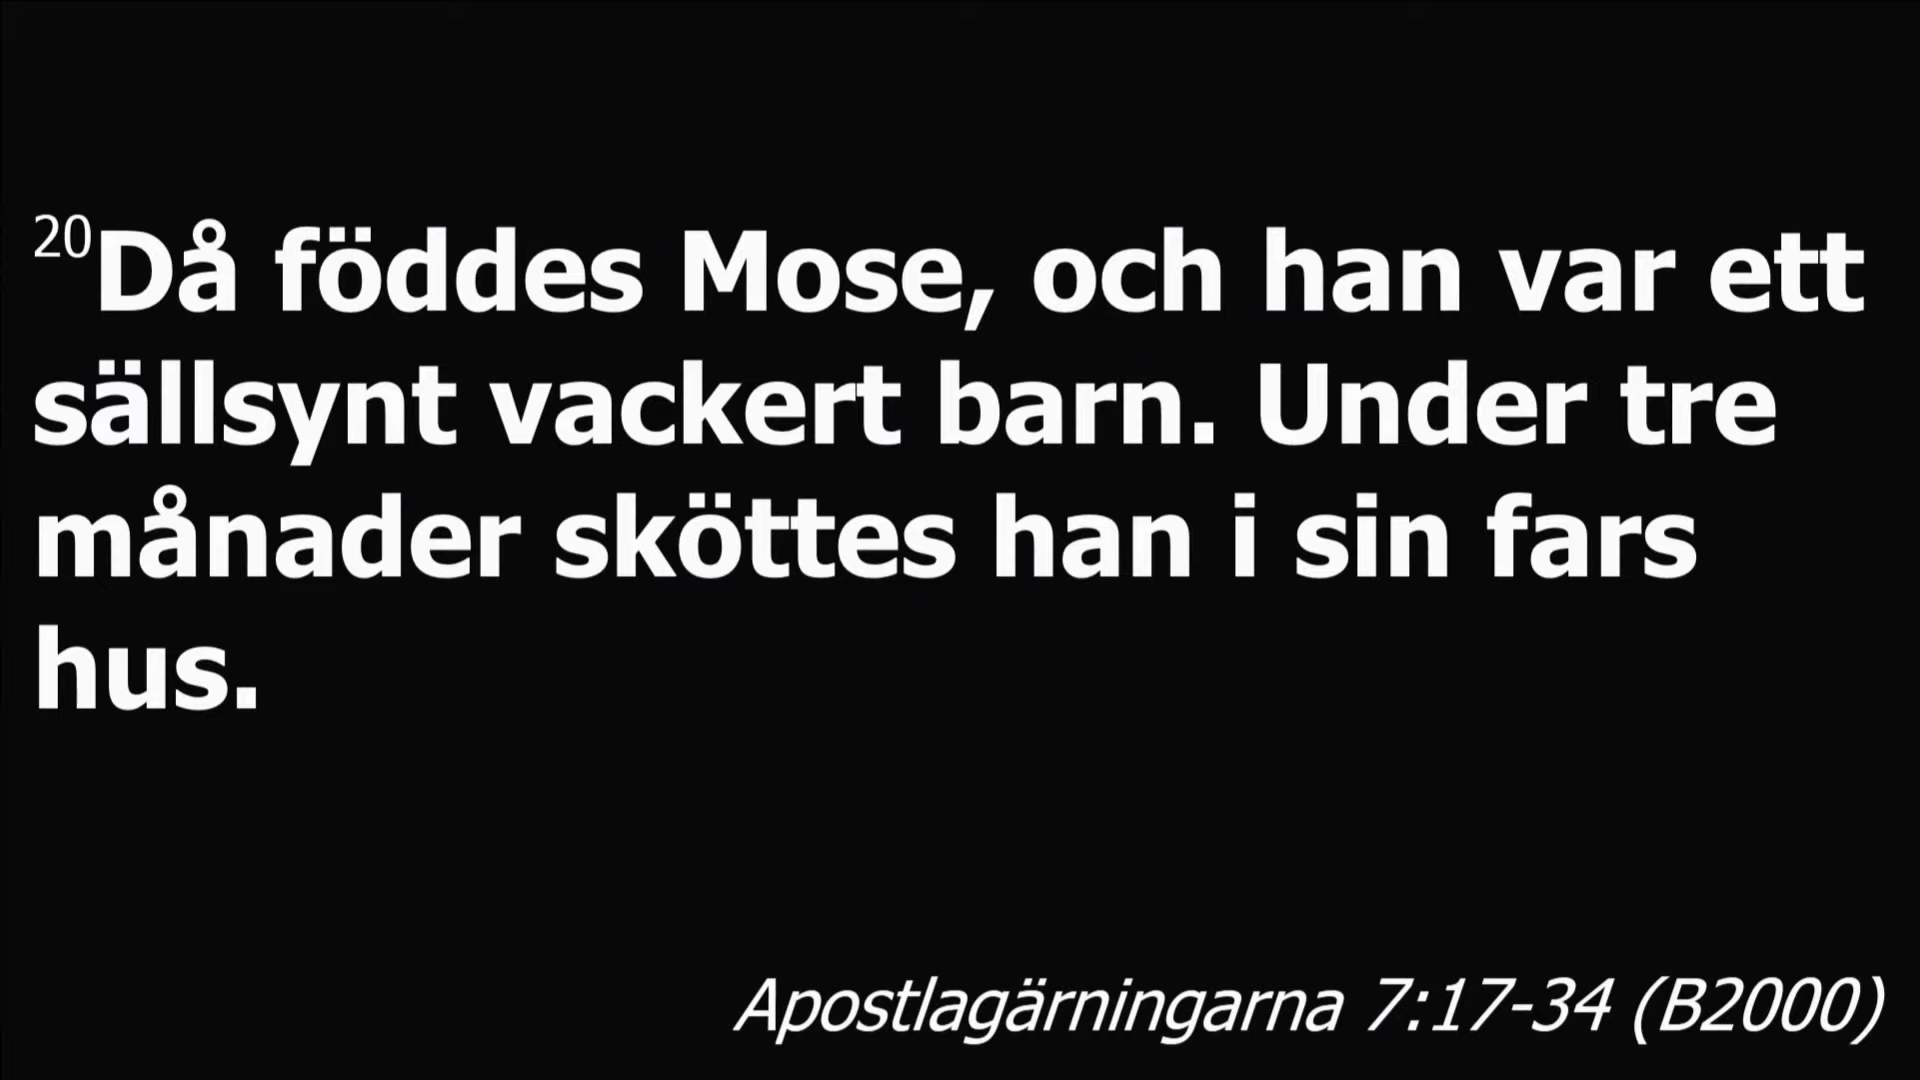 20Då föddes Mose, och han var ett
sällsynt vackert barn. Under tre
månader sköttes han i sin fars
hus.
Apostlagärningarna 7:17-34 (B2000)